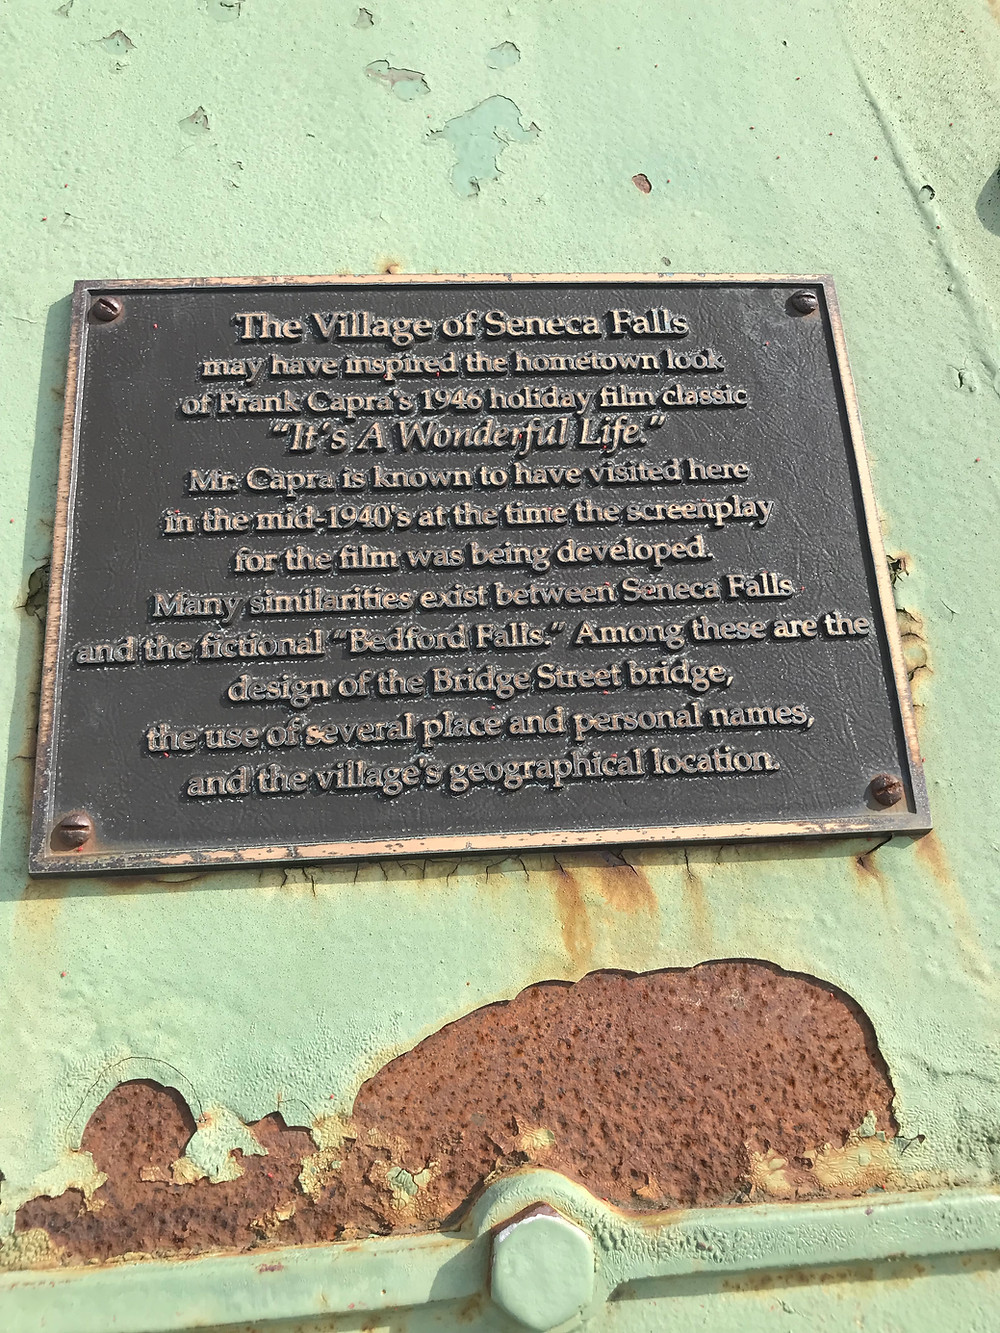 The Village of Seneca Falls
may have inspired the hometown look
of Frank Capra's 1946 holiday film classic
"It's A Wonderful Life."
Mr. Capra is known to have visited here
in the mid-1940's at the time the screenplay
for the film was being developed.
Many similarities exist between Seneca Falls
and the fictional "Bedford Falls." Among these are the
design of the Bridge Street bridge,
the use of several place and personal names,
and the village's geographical location.